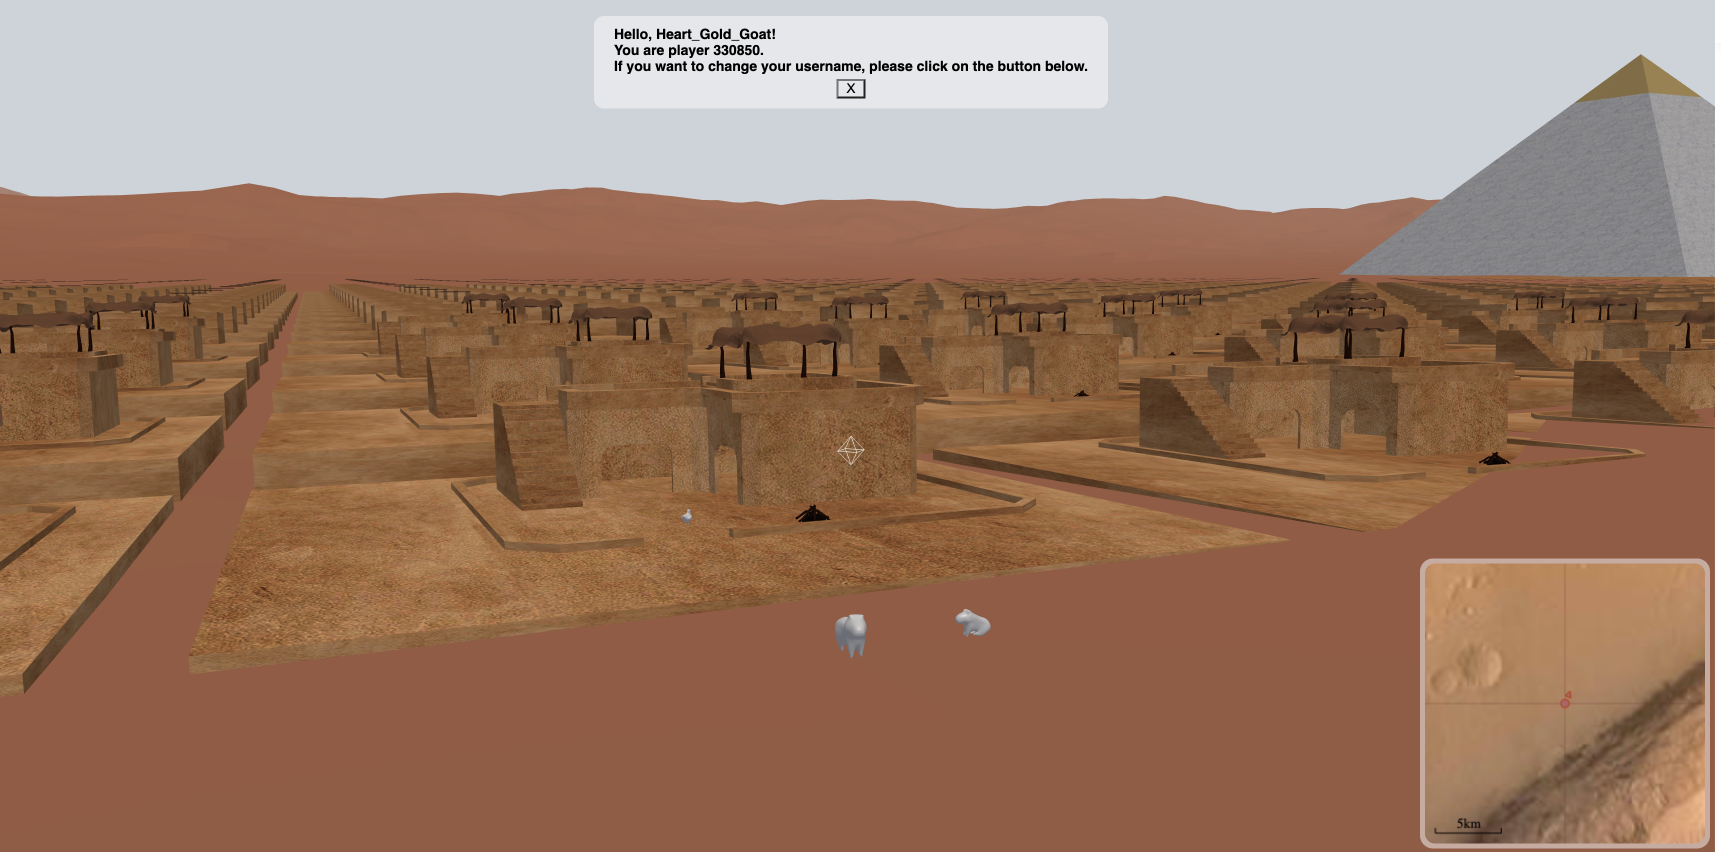 Hello, Heart_Gold_Goat!
You are player 330850.
If you want to change your username, please click on the button below.
X
5km